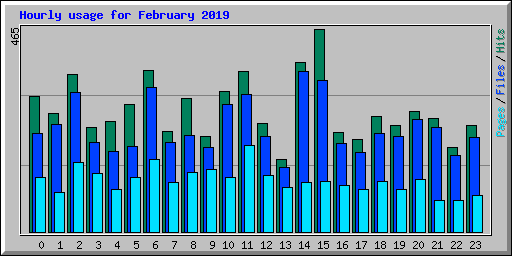 Hourly usage for February 2019
465
Pages / Files / Hits
0 1 2 3 4 5 6 7 8 9 10 11 12 13 14 15 16 17 18 19 20 21 22 23